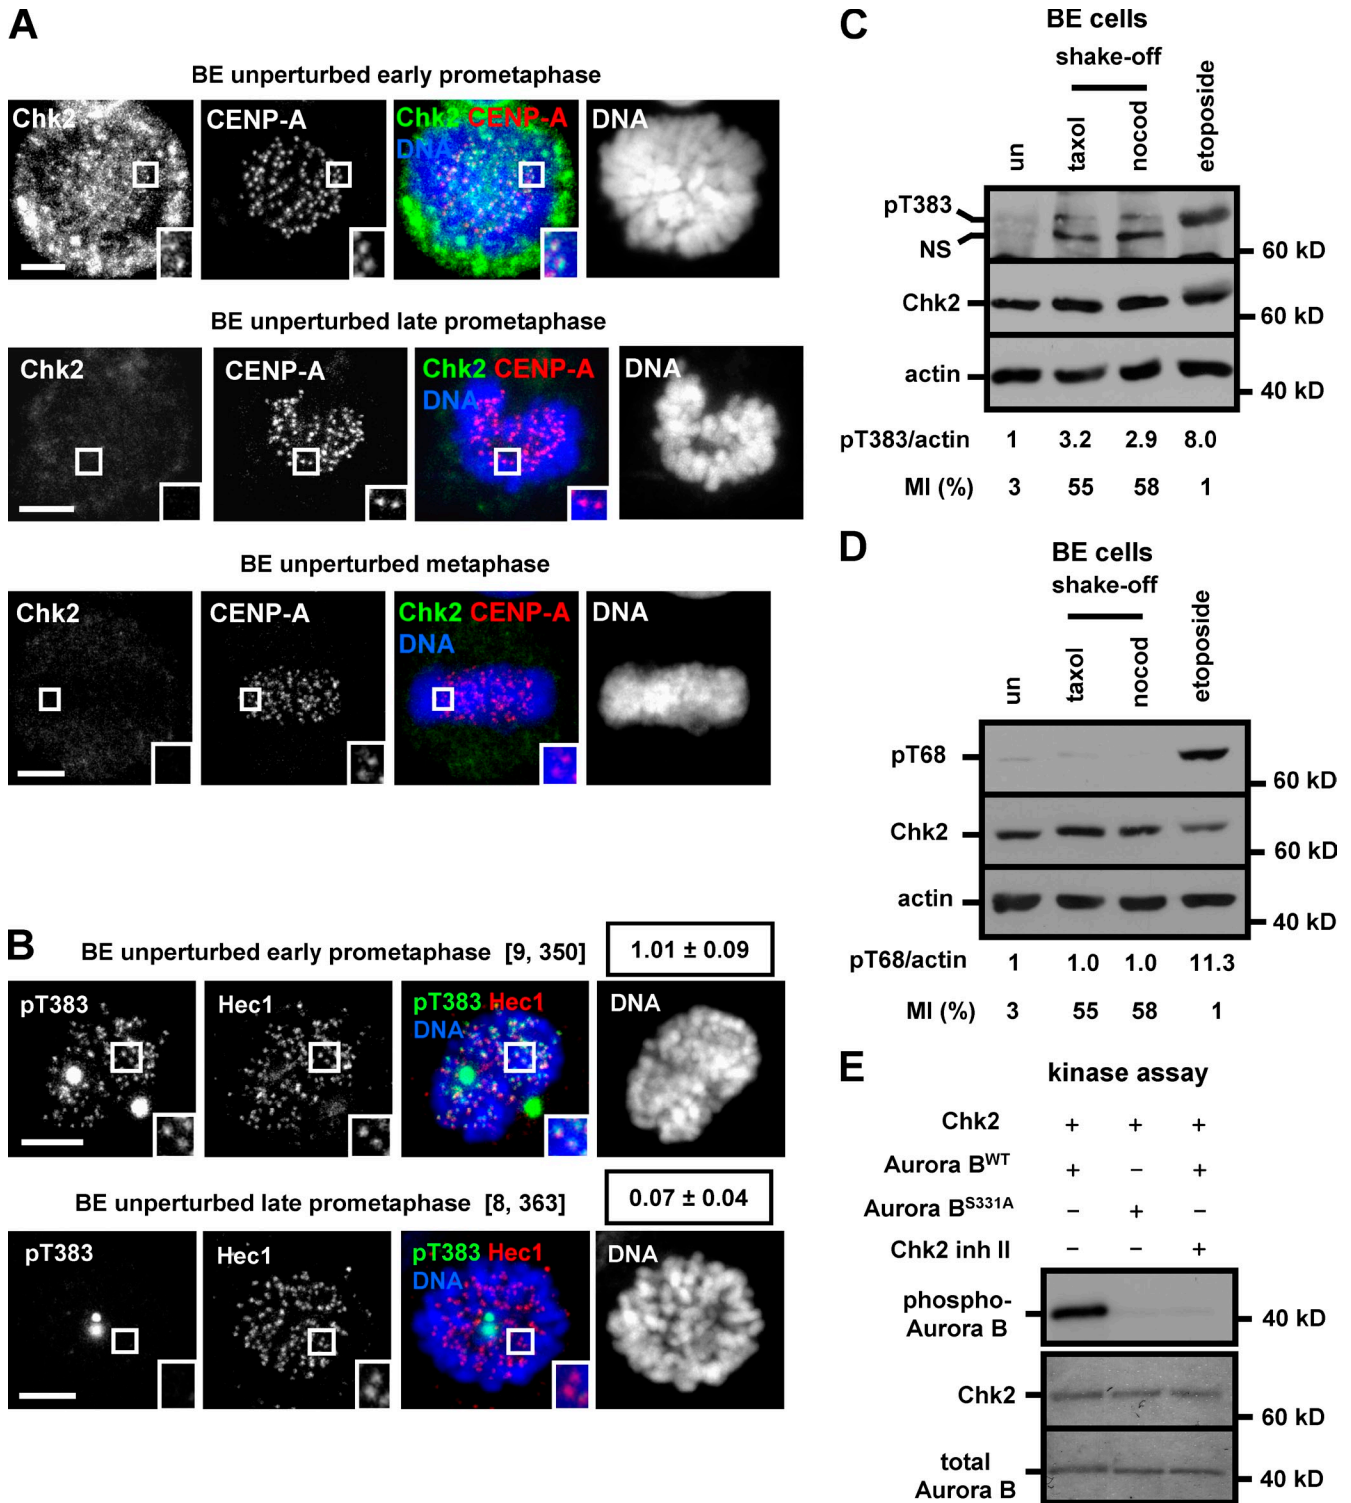 A
BE unperturbed early prometaphase
Chk2
CENP-A
Chk2 CENP-A
DNA
DNA
BE unperturbed late prometaphase
Chk2
CENP-A
Chk2 CENP-A
DNA
DNA
BE unperturbed metaphase
Chk2
CENP-A
Chk2 CENP-A
DNA
DNA
B
BE unperturbed early prometaphase [9, 350]
1.01 ± 0.09
pT383
Hec1
pT383 Hec1
DNA
DNA
BE unperturbed late prometaphase [8, 363]
0.07 ± 0.04
pT383
Hec1
pT383 Hec1
DNA
DNA
C
BE cells
shake-off
un
taxol
nocod
etoposide
pT383
NS
60 kD
Chk2
60 kD
actin
40 kD
pT383/actin 1 3.2 2.9 8.0
MI (%) 3 55 58 1
D
BE cells
shake-off
un
taxol
nocod
etoposide
pT68
60 kD
Chk2
60 kD
actin
40 kD
pT68/actin 1 1.0 1.0 11.3
MI (%) 3 55 58 1
E
kinase assay
Chk2 + + +
Aurora B^WT + – +
Aurora B^S331A – + –
Chk2 inh II – – +
phospho-
Aurora B
40 kD
Chk2
60 kD
total
Aurora B
40 kD